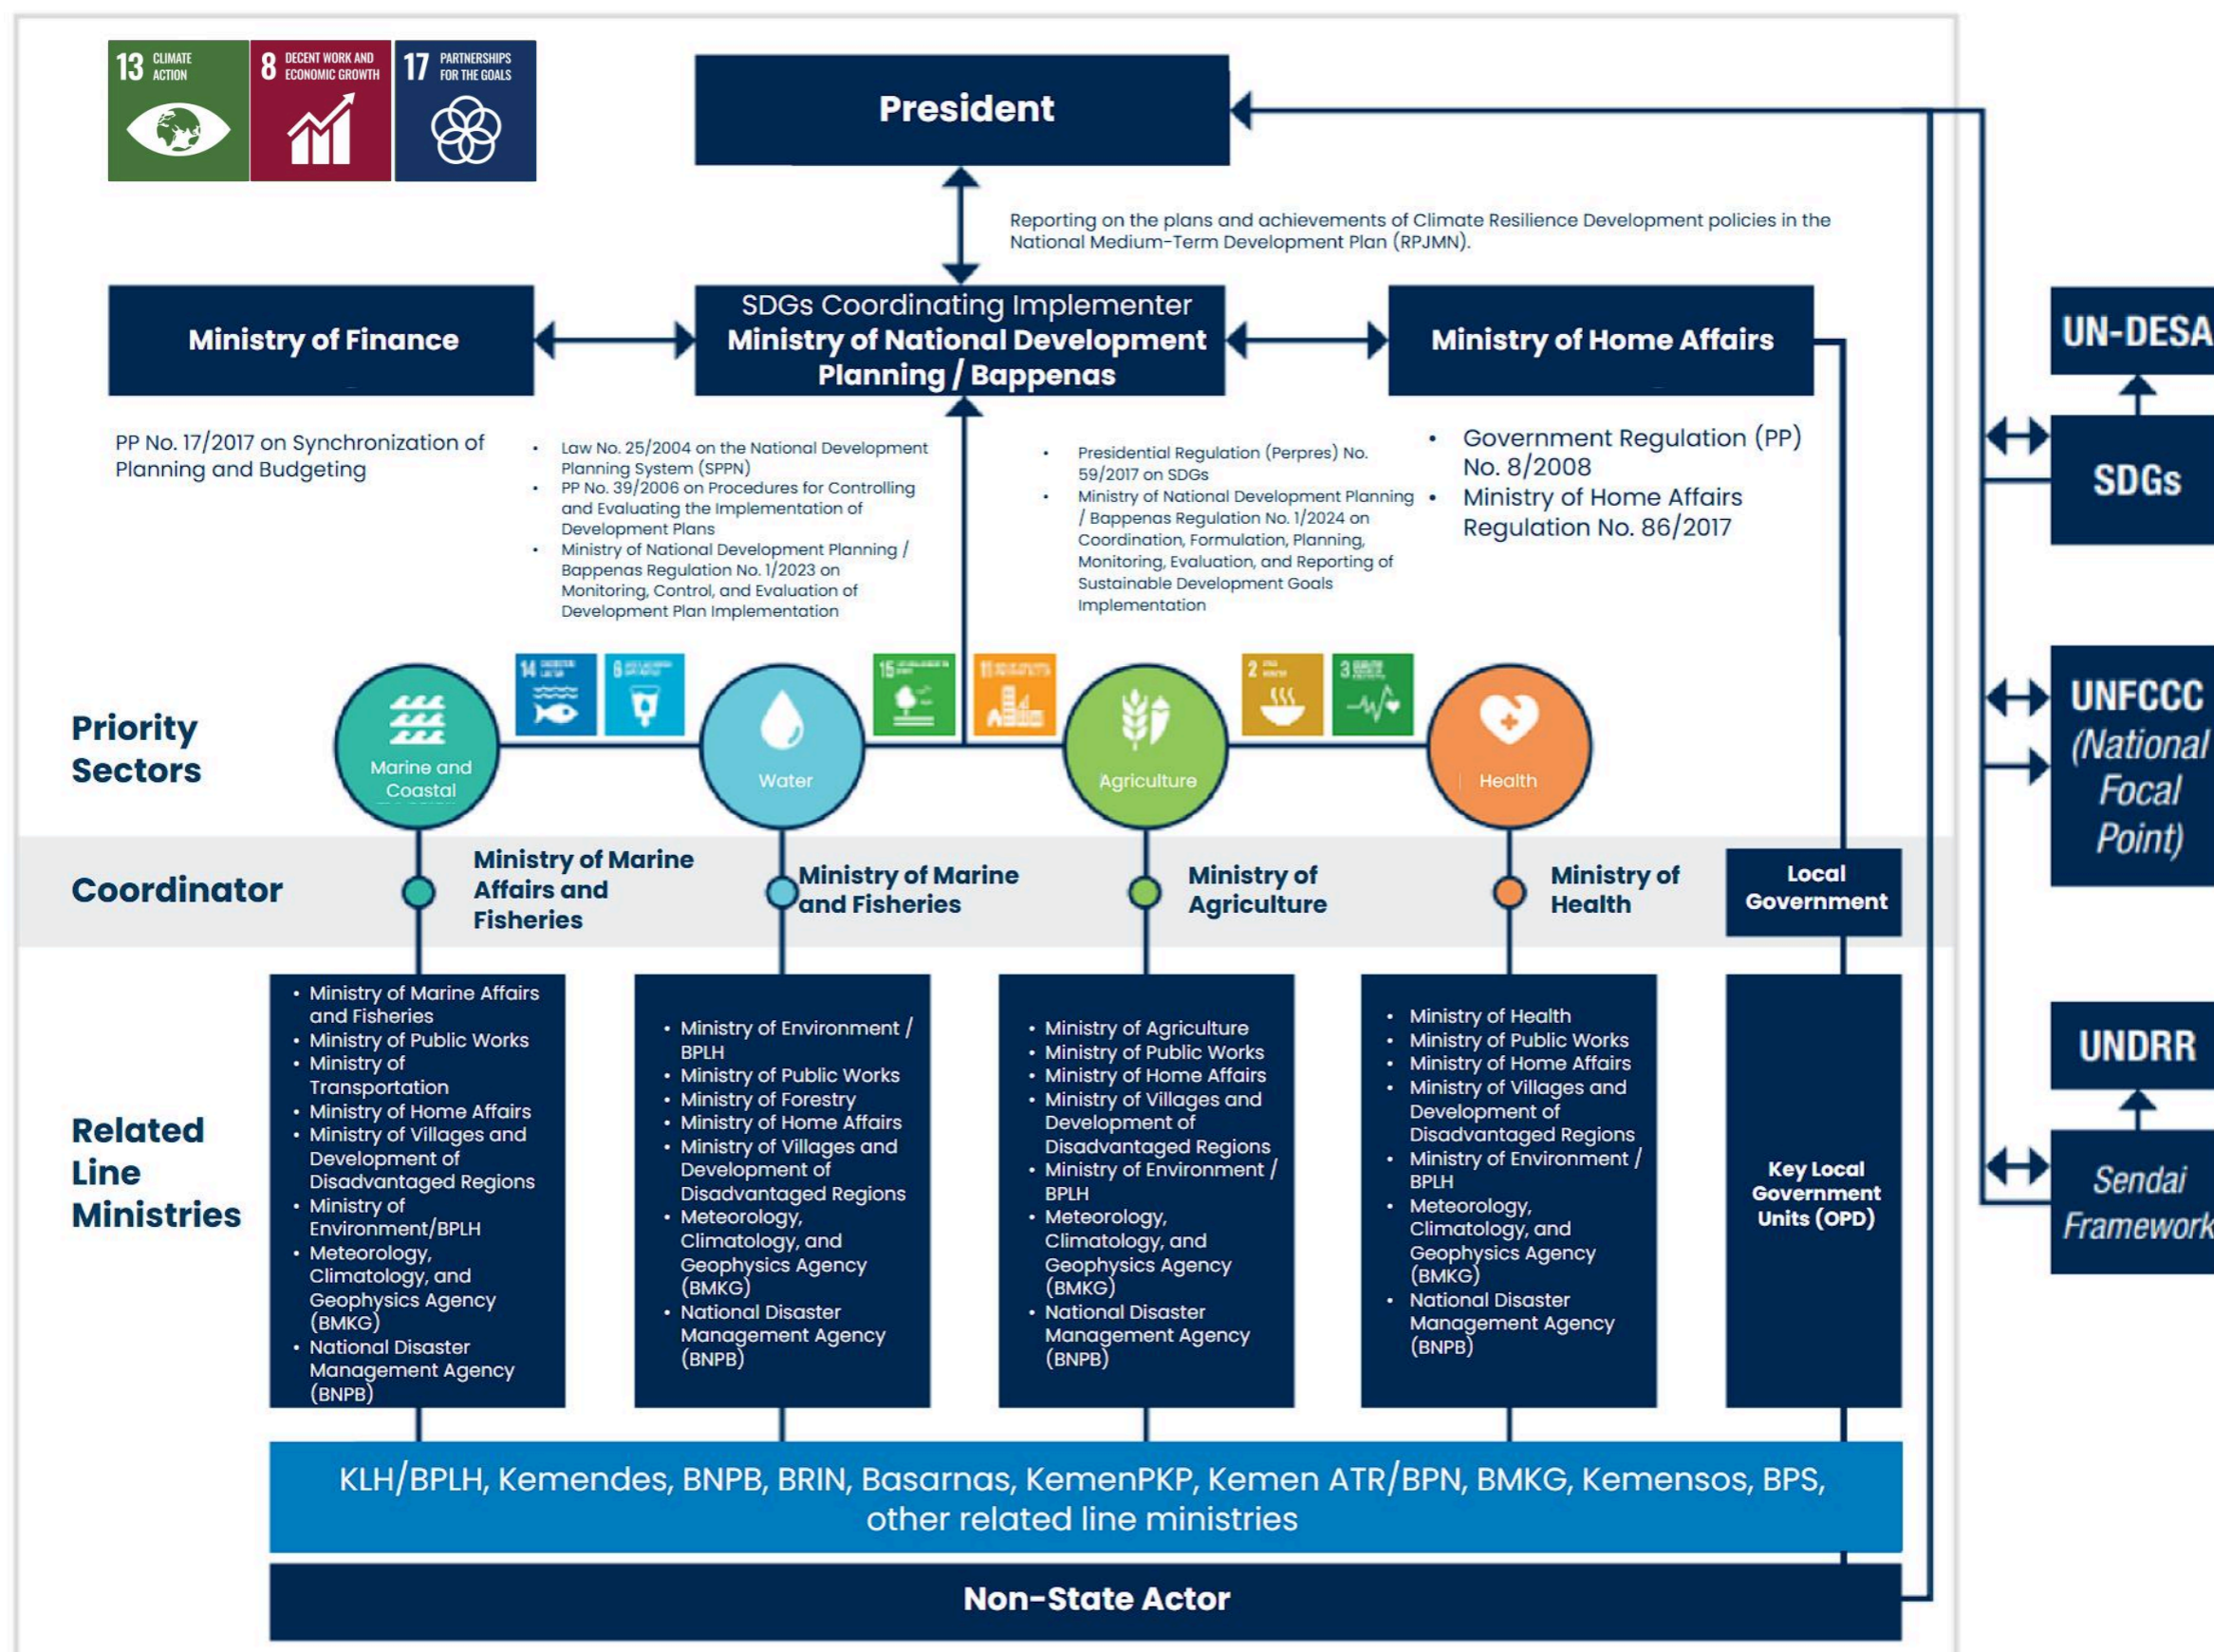 13 CLIMATE
ACTION
8 DECENT WORK AND
ECONOMIC GROWTH
17 PARTNERSHIPS
FOR THE GOALS
President
Reporting on the plans and achievements of Climate Resilience Development policies in the
National Medium-Term Development Plan (RPJMN).
Ministry of Finance
SDGs Coordinating Implementer
Ministry of National Development
Planning / Bappenas
Ministry of Home Affairs
PP No. 17/2017 on Synchronization of
Planning and Budgeting
• Law No. 25/2004 on the National Development
Planning System (SPPN)
• PP No. 39/2006 on Procedures for Controlling
and Evaluating the Implementation of
Development Plans
• Ministry of National Development Planning /
Bappenas Regulation No. 1/2023 on
Monitoring, Control, and Evaluation of
Development Plan Implementation
• Presidential Regulation (Perpres) No.
59/2017 on SDGs
• Ministry of National Development Planning
/ Bappenas Regulation No. 1/2024 on
Coordination, Formulation, Planning,
Monitoring, Evaluation, and Reporting of
Sustainable Development Goals
Implementation
• Government Regulation (PP)
No. 8/2008
• Ministry of Home Affairs
Regulation No. 86/2017
UN-DESA
SDGs
UNFCCC
(National
Focal
Point)
UNDRR
Sendai
Framework
Priority
Sectors
Marine and
Coastal
14
6
Water
15
11
Agriculture
2
3
Health
Coordinator
Ministry of Marine
Affairs and
Fisheries
Ministry of Marine
and Fisheries
Ministry of
Agriculture
Ministry of
Health
Local
Government
Related
Line
Ministries
• Ministry of Marine Affairs
and Fisheries
• Ministry of Public Works
• Ministry of
Transportation
• Ministry of Home Affairs
• Ministry of Villages and
Development of
Disadvantaged Regions
• Ministry of
Environment/BPLH
• Meteorology,
Climatology, and
Geophysics Agency
(BMKG)
• National Disaster
Management Agency
(BNPB)
• Ministry of Environment /
BPLH
• Ministry of Public Works
• Ministry of Forestry
• Ministry of Home Affairs
• Ministry of Villages and
Development of
Disadvantaged Regions
• Meteorology,
Climatology, and
Geophysics Agency
(BMKG)
• National Disaster
Management Agency
(BNPB)
• Ministry of Agriculture
• Ministry of Public Works
• Ministry of Home Affairs
• Ministry of Villages and
Development of
Disadvantaged Regions
• Ministry of Environment /
BPLH
• Meteorology,
Climatology, and
Geophysics Agency
(BMKG)
• National Disaster
Management Agency
(BNPB)
• Ministry of Health
• Ministry of Public Works
• Ministry of Home Affairs
• Ministry of Villages and
Development of
Disadvantaged Regions
• Ministry of Environment /
BPLH
• Meteorology,
Climatology, and
Geophysics Agency
(BMKG)
• National Disaster
Management Agency
(BNPB)
Key Local
Government
Units (OPD)
KLH/BPLH, Kemendes, BNPB, BRIN, Basarnas, KemenPKP, Kemen ATR/BPN, BMKG, Kemensos, BPS,
other related line ministries
Non-State Actor